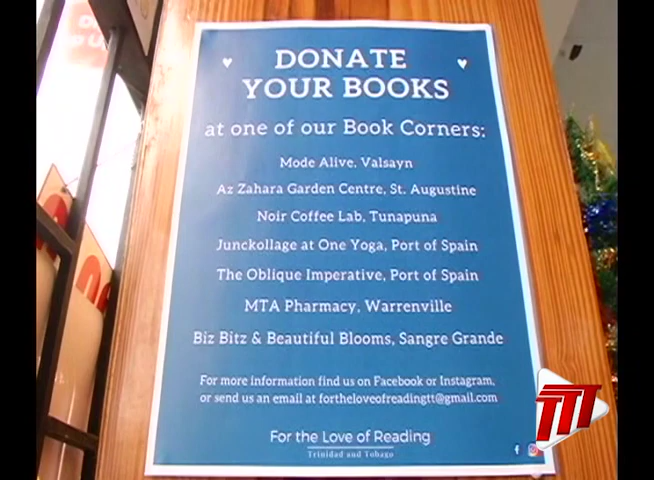 DONATE
YOUR BOOKS
at one of our Book Corners:
Mode Alive, Valsayn
Az Zahara Garden Centre, St. Augustine
Noir Coffee Lab, Tunapuna
Junckollage at One Yoga, Port of Spain
The Oblique Imperative, Port of Spain
MTA Pharmacy, Warrenville
Biz Bitz & Beautiful Blooms, Sangre Grande
For more information find us on Facebook or Instagram,
or send us an email at fortheloveofreadingtt@gmail.com
For the Love of Reading
Trinidad and Tobago
TTT